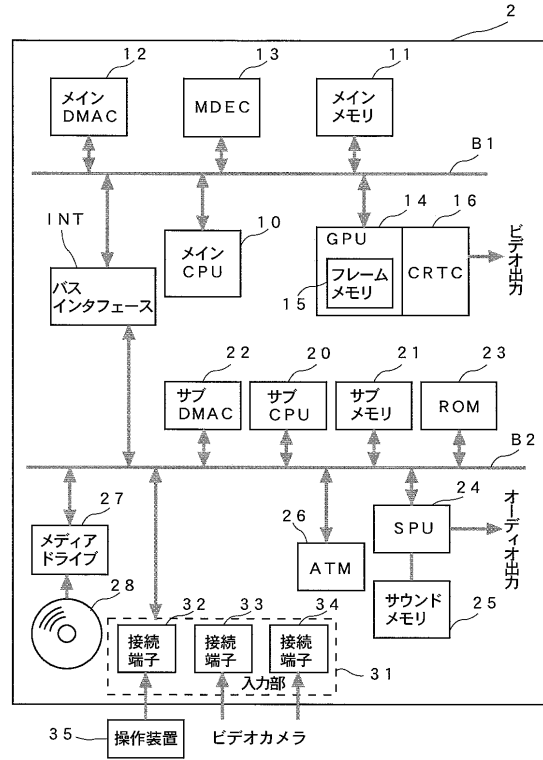 2
12
13
11
メイン
DMAC
MDEC
メイン
メモリ
B1
INT
10
14
16
バス
インタフェース
メイン
CPU
GPU
フレーム
メモリ
15
CRTC
ビデオ出力
22
20
21
23
サブ
DMAC
サブ
CPU
サブ
メモリ
ROM
B2
27
メディア
ドライブ
28
26
ATM
24
SPU
オーディオ出力
サウンド
メモリ
25
32
33
34
接続
端子
接続
端子
接続
端子
入力部
31
35
操作装置
ビデオカメラ